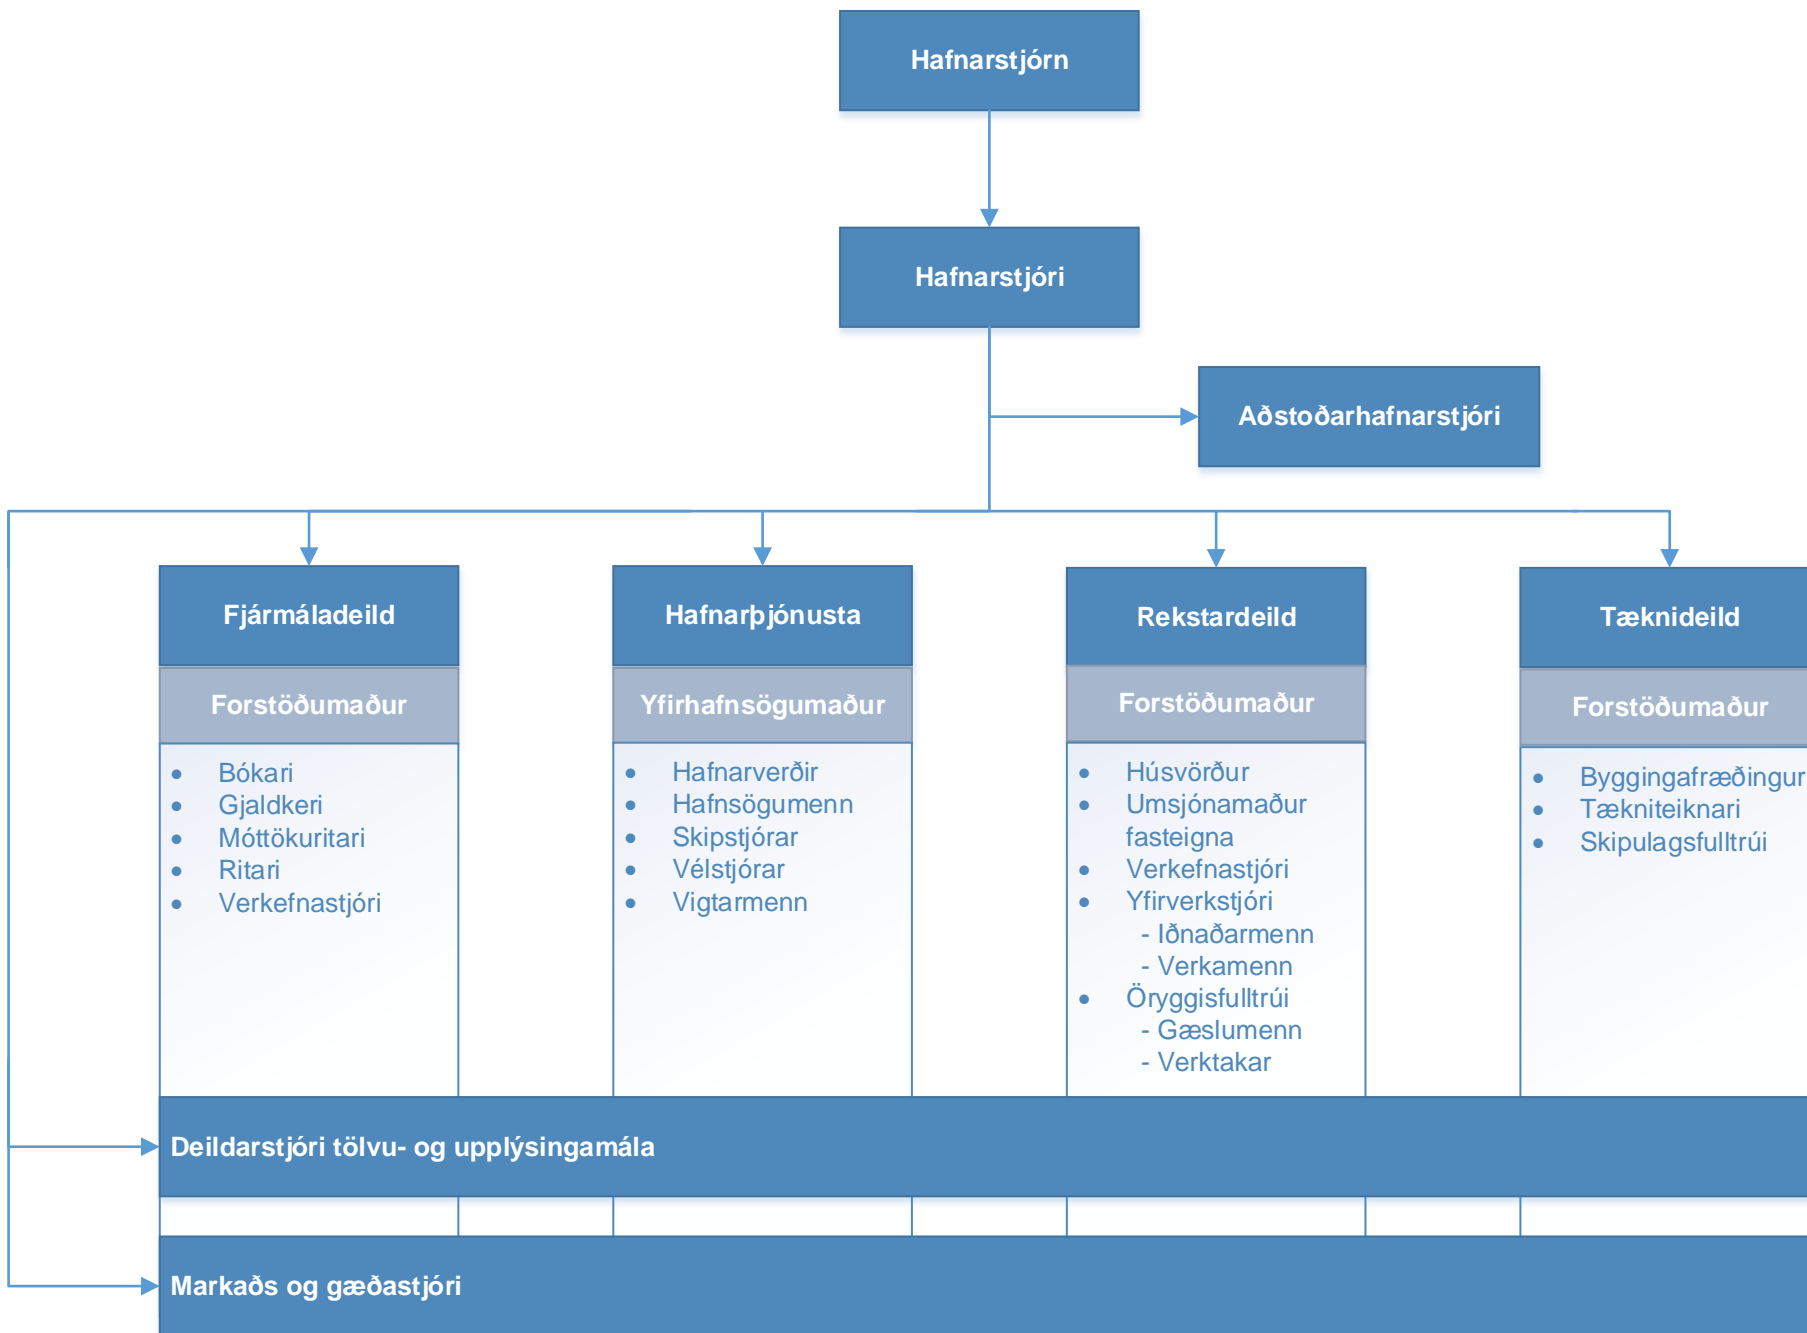 Hafnarstjórn
Hafnarstjóri
Aðstoðarhafnarstjóri
Fjármáladeild
Forstöðumaður
• Bókari
• Gjaldkeri
• Móttökuritari
• Ritari
• Verkefnastjóri
Hafnarþjónusta
Yfirhafnsögumaður
• Hafnarverðir
• Hafnsögumenn
• Skipstjórar
• Vélstjórar
• Vigtarmenn
Rekstardeild
Forstöðumaður
• Húsvörður
• Umsjónamaður
fasteigna
• Verkefnastjóri
• Yfirverkstjóri
- Iðnaðarmenn
- Verkamenn
• Öryggisfulltrúi
- Gæslumenn
- Verktakar
Tæknideild
Forstöðumaður
• Byggingafræðingur
• Tækniteiknari
• Skipulagsfulltrúi
Deildarstjóri tölvu- og upplýsingamála
Markaðs og gæðastjóri